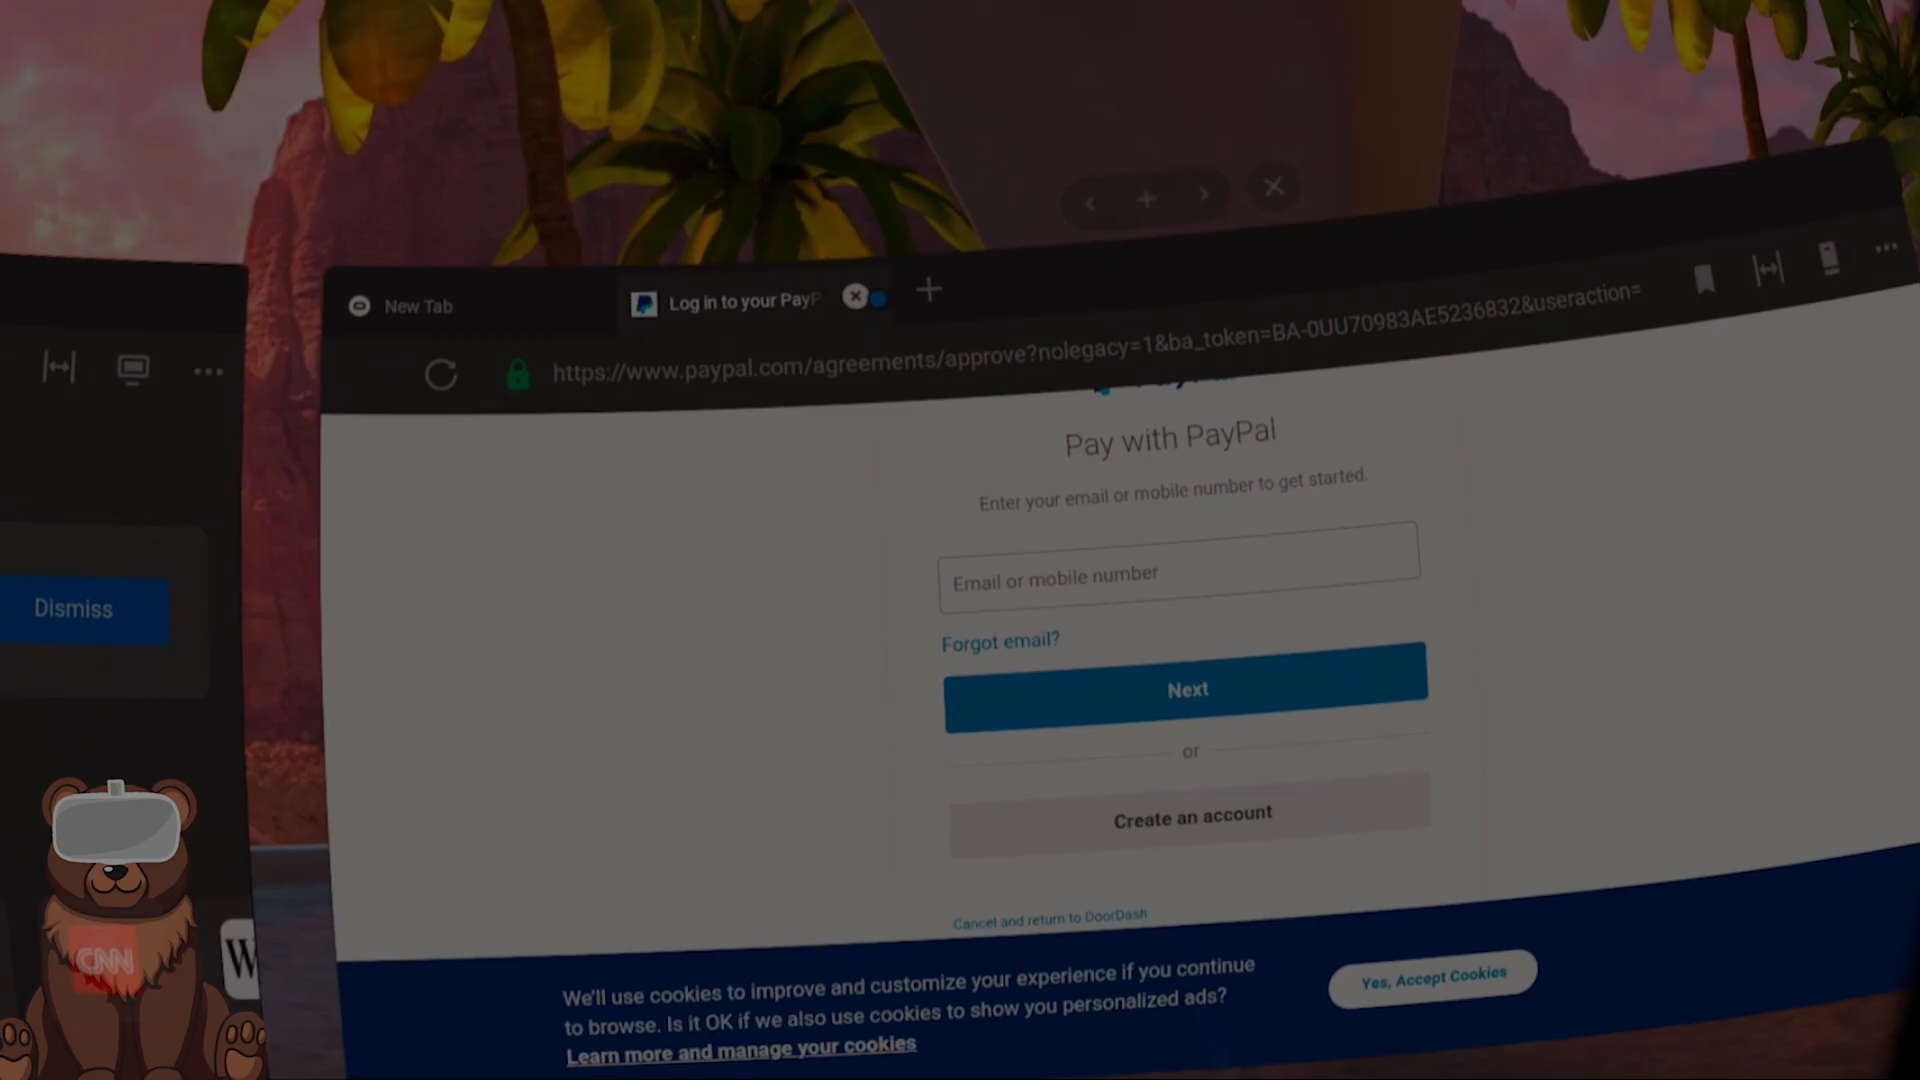 New Tab
Log in to your PayP
https://www.paypal.com/agreements/approve?nolegacy=1&ba_token=BA-0UU70983AE5236832&useraction=
Pay with PayPal
Enter your email or mobile number to get started.
Email or mobile number
Forgot email?
Next
or
Create an account
Cancel and return to DoorDash
We'll use cookies to improve and customize your experience if you continue
to browse. Is it OK if we also use cookies to show you personalized ads?
Learn more and manage your cookies
Yes, Accept Cookies
Dismiss
CNN
W